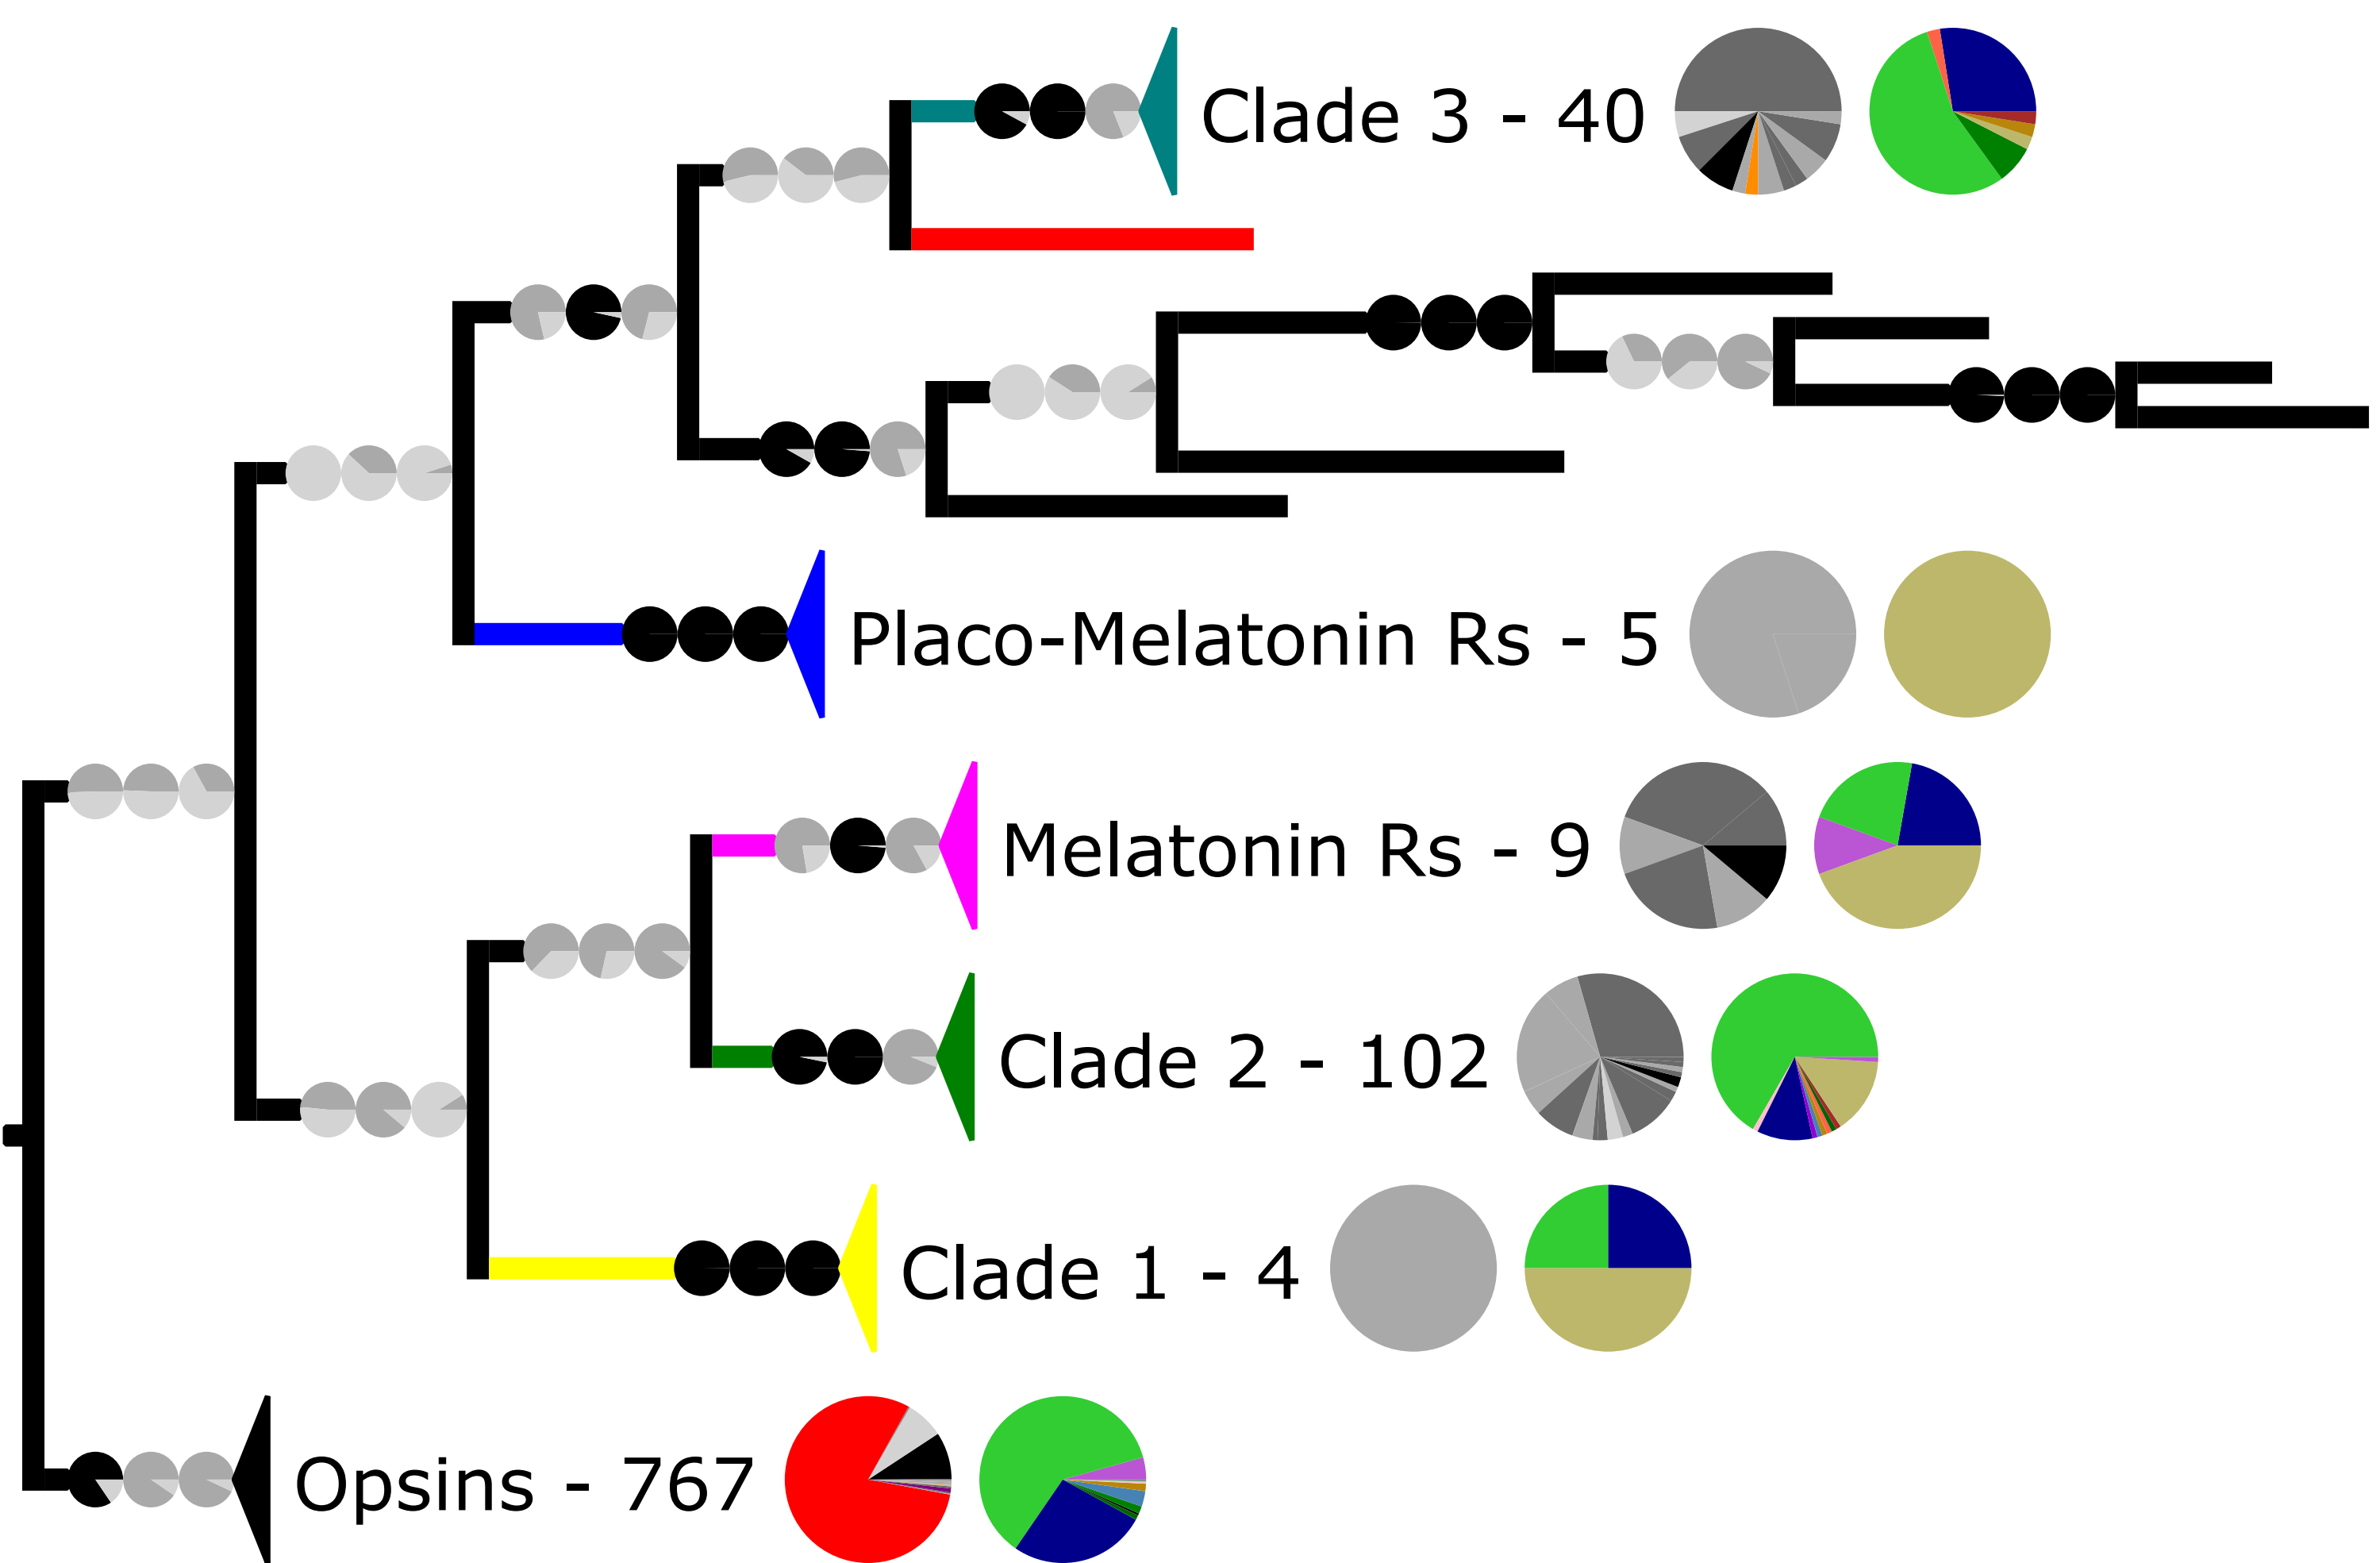 Clade 3 - 40
Placo-Melatonin Rs - 5
Melatonin Rs - 9
Clade 2 - 102
Clade 1 - 4
Opsins - 767